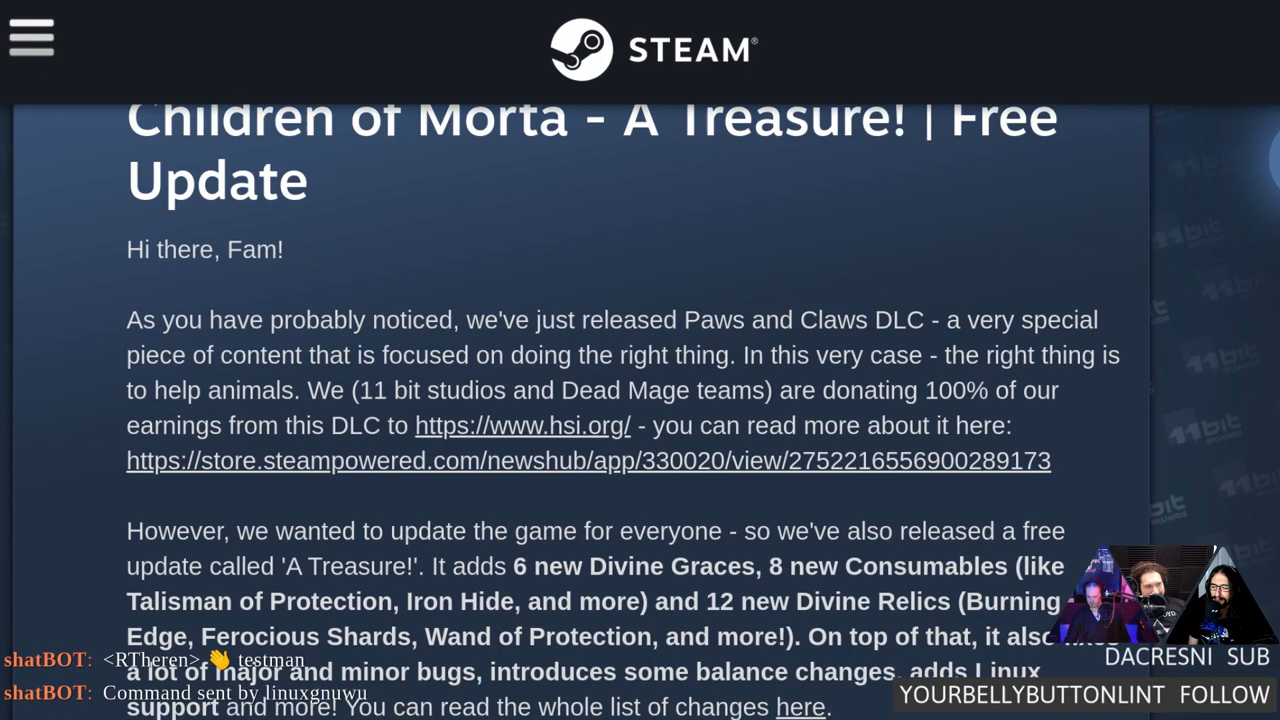 STEAM®
Children of Morta - A Treasure! | Free
Update
Hi there, Fam!
As you have probably noticed, we've just released Paws and Claws DLC - a very special
piece of content that is focused on doing the right thing. In this very case - the right thing is
to help animals. We (11 bit studios and Dead Mage teams) are donating 100% of our
earnings from this DLC to https://www.hsi.org/ - you can read more about it here:
https://store.steampowered.com/newshub/app/330020/view/2752216556900289173
However, we wanted to update the game for everyone - so we've also released a free
update called 'A Treasure!'. It adds 6 new Divine Graces, 8 new Consumables (like
Talisman of Protection, Iron Hide, and more) and 12 new Divine Relics (Burning
Edge, Ferocious Shards, Wand of Protection, and more!). On top of that, it also
a lot of major and minor bugs, introduces some balance changes, adds Linux
support and more! You can read the whole list of changes here.
shatBOT: <RTheren> 👋 testman
shatBOT: Command sent by linuxgnuwu
DACRESNI SUB
YOURBELLYBUTTONLINT FOLLOW
11bit
11bit
11bit
11bit